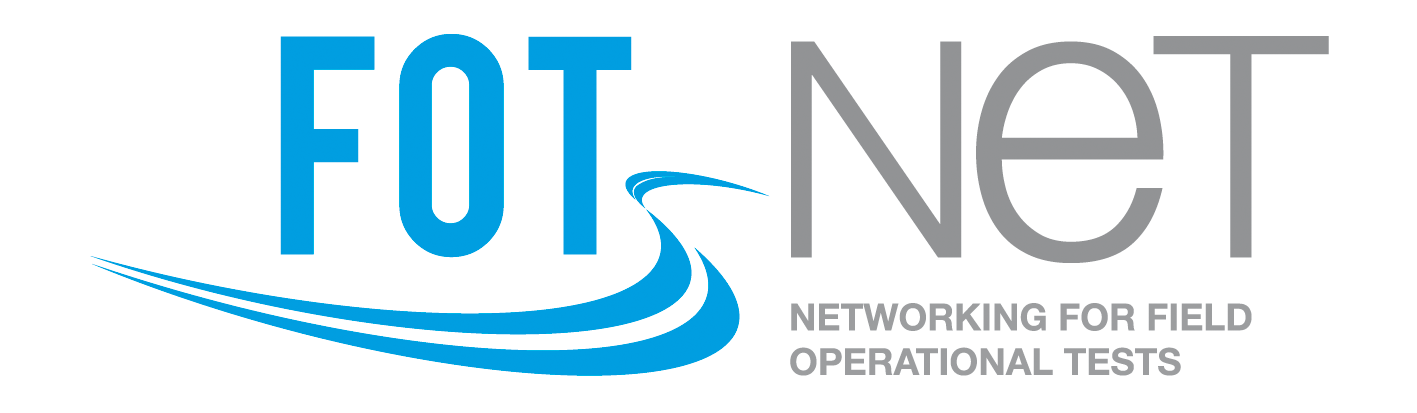 FOT NeT
NETWORKING FOR FIELD
OPERATIONAL TESTS